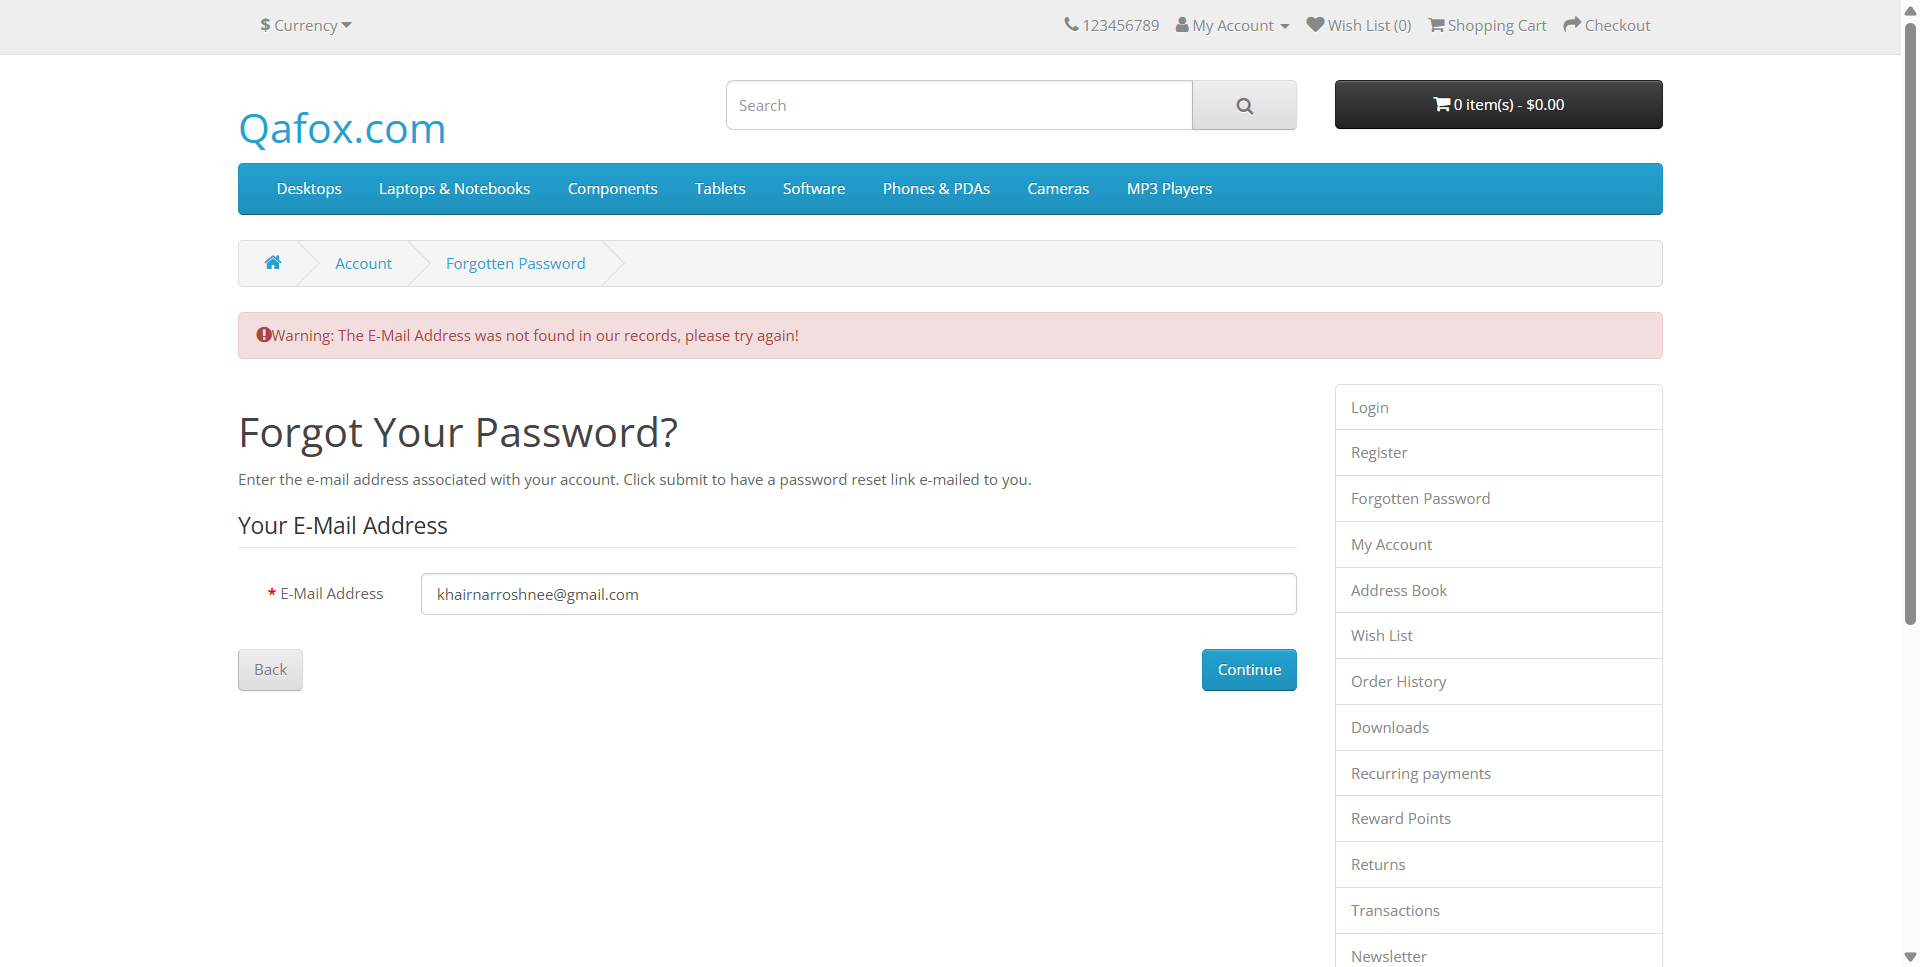 $ Currency
123456789 My Account Wish List (0) Shopping Cart Checkout
Qafox.com
Search
0 item(s) - $0.00
Desktops Laptops & Notebooks Components Tablets Software Phones & PDAs Cameras MP3 Players
Account Forgotten Password
Warning: The E-Mail Address was not found in our records, please try again!
Forgot Your Password?
Enter the e-mail address associated with your account. Click submit to have a password reset link e-mailed to you.
Your E-Mail Address
* E-Mail Address khairnarroshnee@gmail.com
Back Continue
Login
Register
Forgotten Password
My Account
Address Book
Wish List
Order History
Downloads
Recurring payments
Reward Points
Returns
Transactions
Newsletter